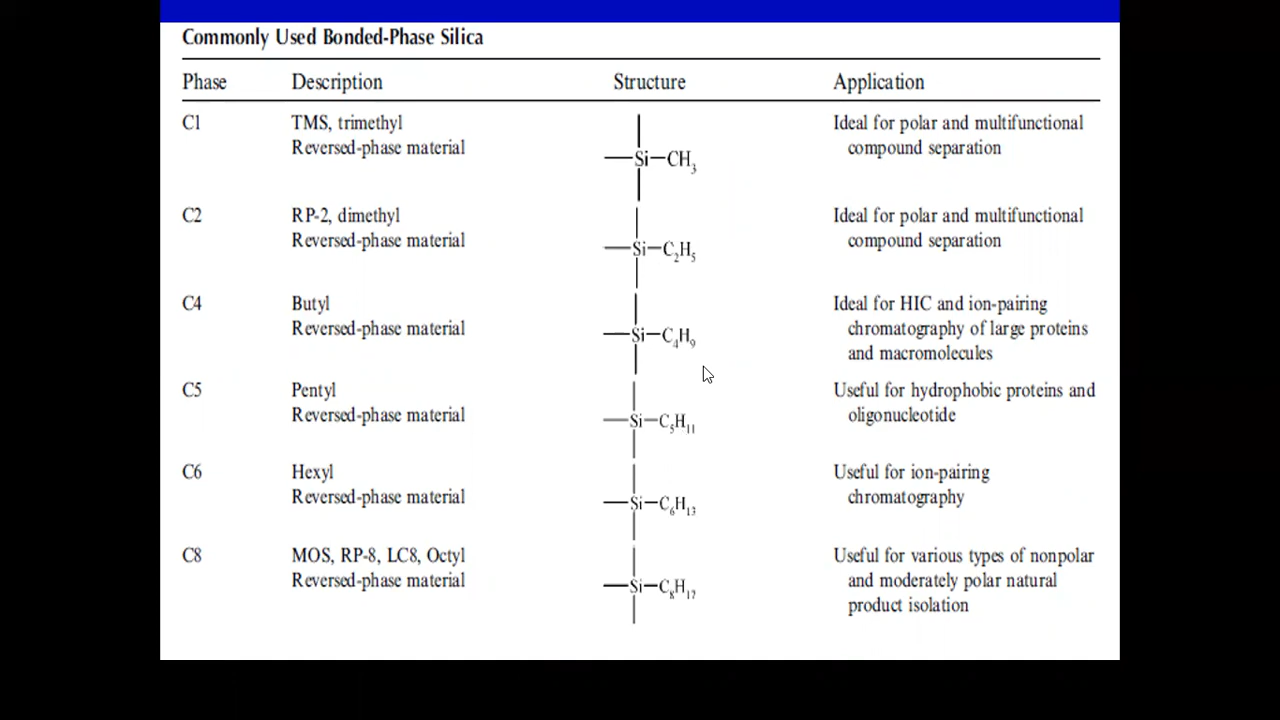 Commonly Used Bonded-Phase Silica
Phase Description Structure Application
C1 TMS, trimethyl Ideal for polar and multifunctional
Reversed-phase material compound separation
—Si—CH3
C2 RP-2, dimethyl Ideal for polar and multifunctional
Reversed-phase material compound separation
—Si—C2H5
C4 Butyl Ideal for HIC and ion-pairing
Reversed-phase material chromatography of large proteins
—Si—C4H9
and macromolecules
C5 Pentyl Useful for hydrophobic proteins and
Reversed-phase material oligonucleotide
—Si—C5H11
C6 Hexyl Useful for ion-pairing
Reversed-phase material chromatography
—Si—C6H13
C8 MOS, RP-8, LC8, Octyl Useful for various types of nonpolar
Reversed-phase material and moderately polar natural
—Si—C8H17
product isolation